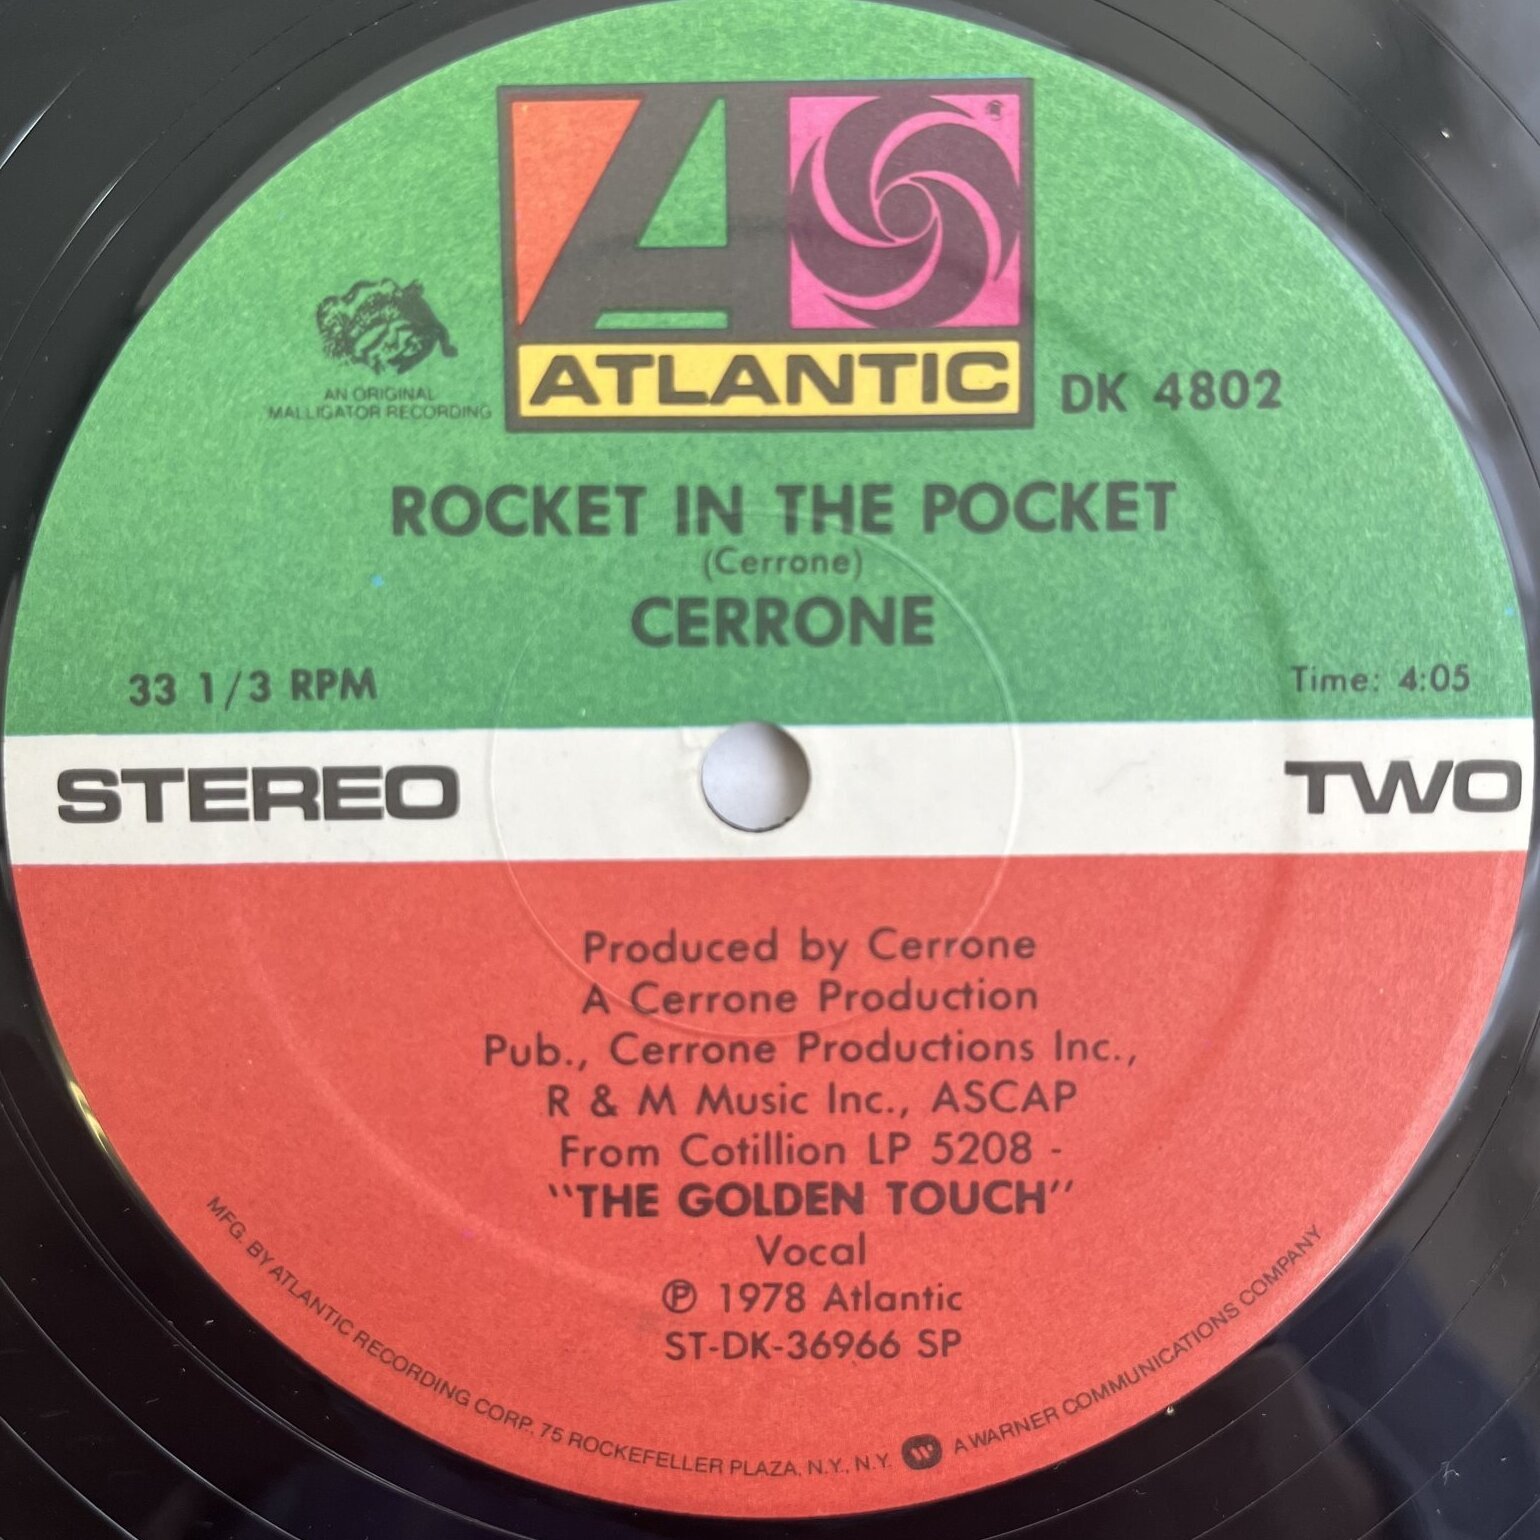 ATLANTIC
DK 4802
AN ORIGINAL
MALLIGATOR RECORDING
ROCKET IN THE POCKET
(Cerrone)
CERRONE
33 1/3 RPM
Time: 4:05
STEREO
TWO
Produced by Cerrone
A Cerrone Production
Pub., Cerrone Productions Inc.,
R & M Music Inc., ASCAP
From Cotillion LP 5208 -
"THE GOLDEN TOUCH"
Vocal
℗ 1978 Atlantic
ST-DK-36966 SP
MFG. BY ATLANTIC RECORDING CORP. 75 ROCKEFELLER PLAZA, N.Y., N.Y. A WARNER COMMUNICATIONS COMPANY